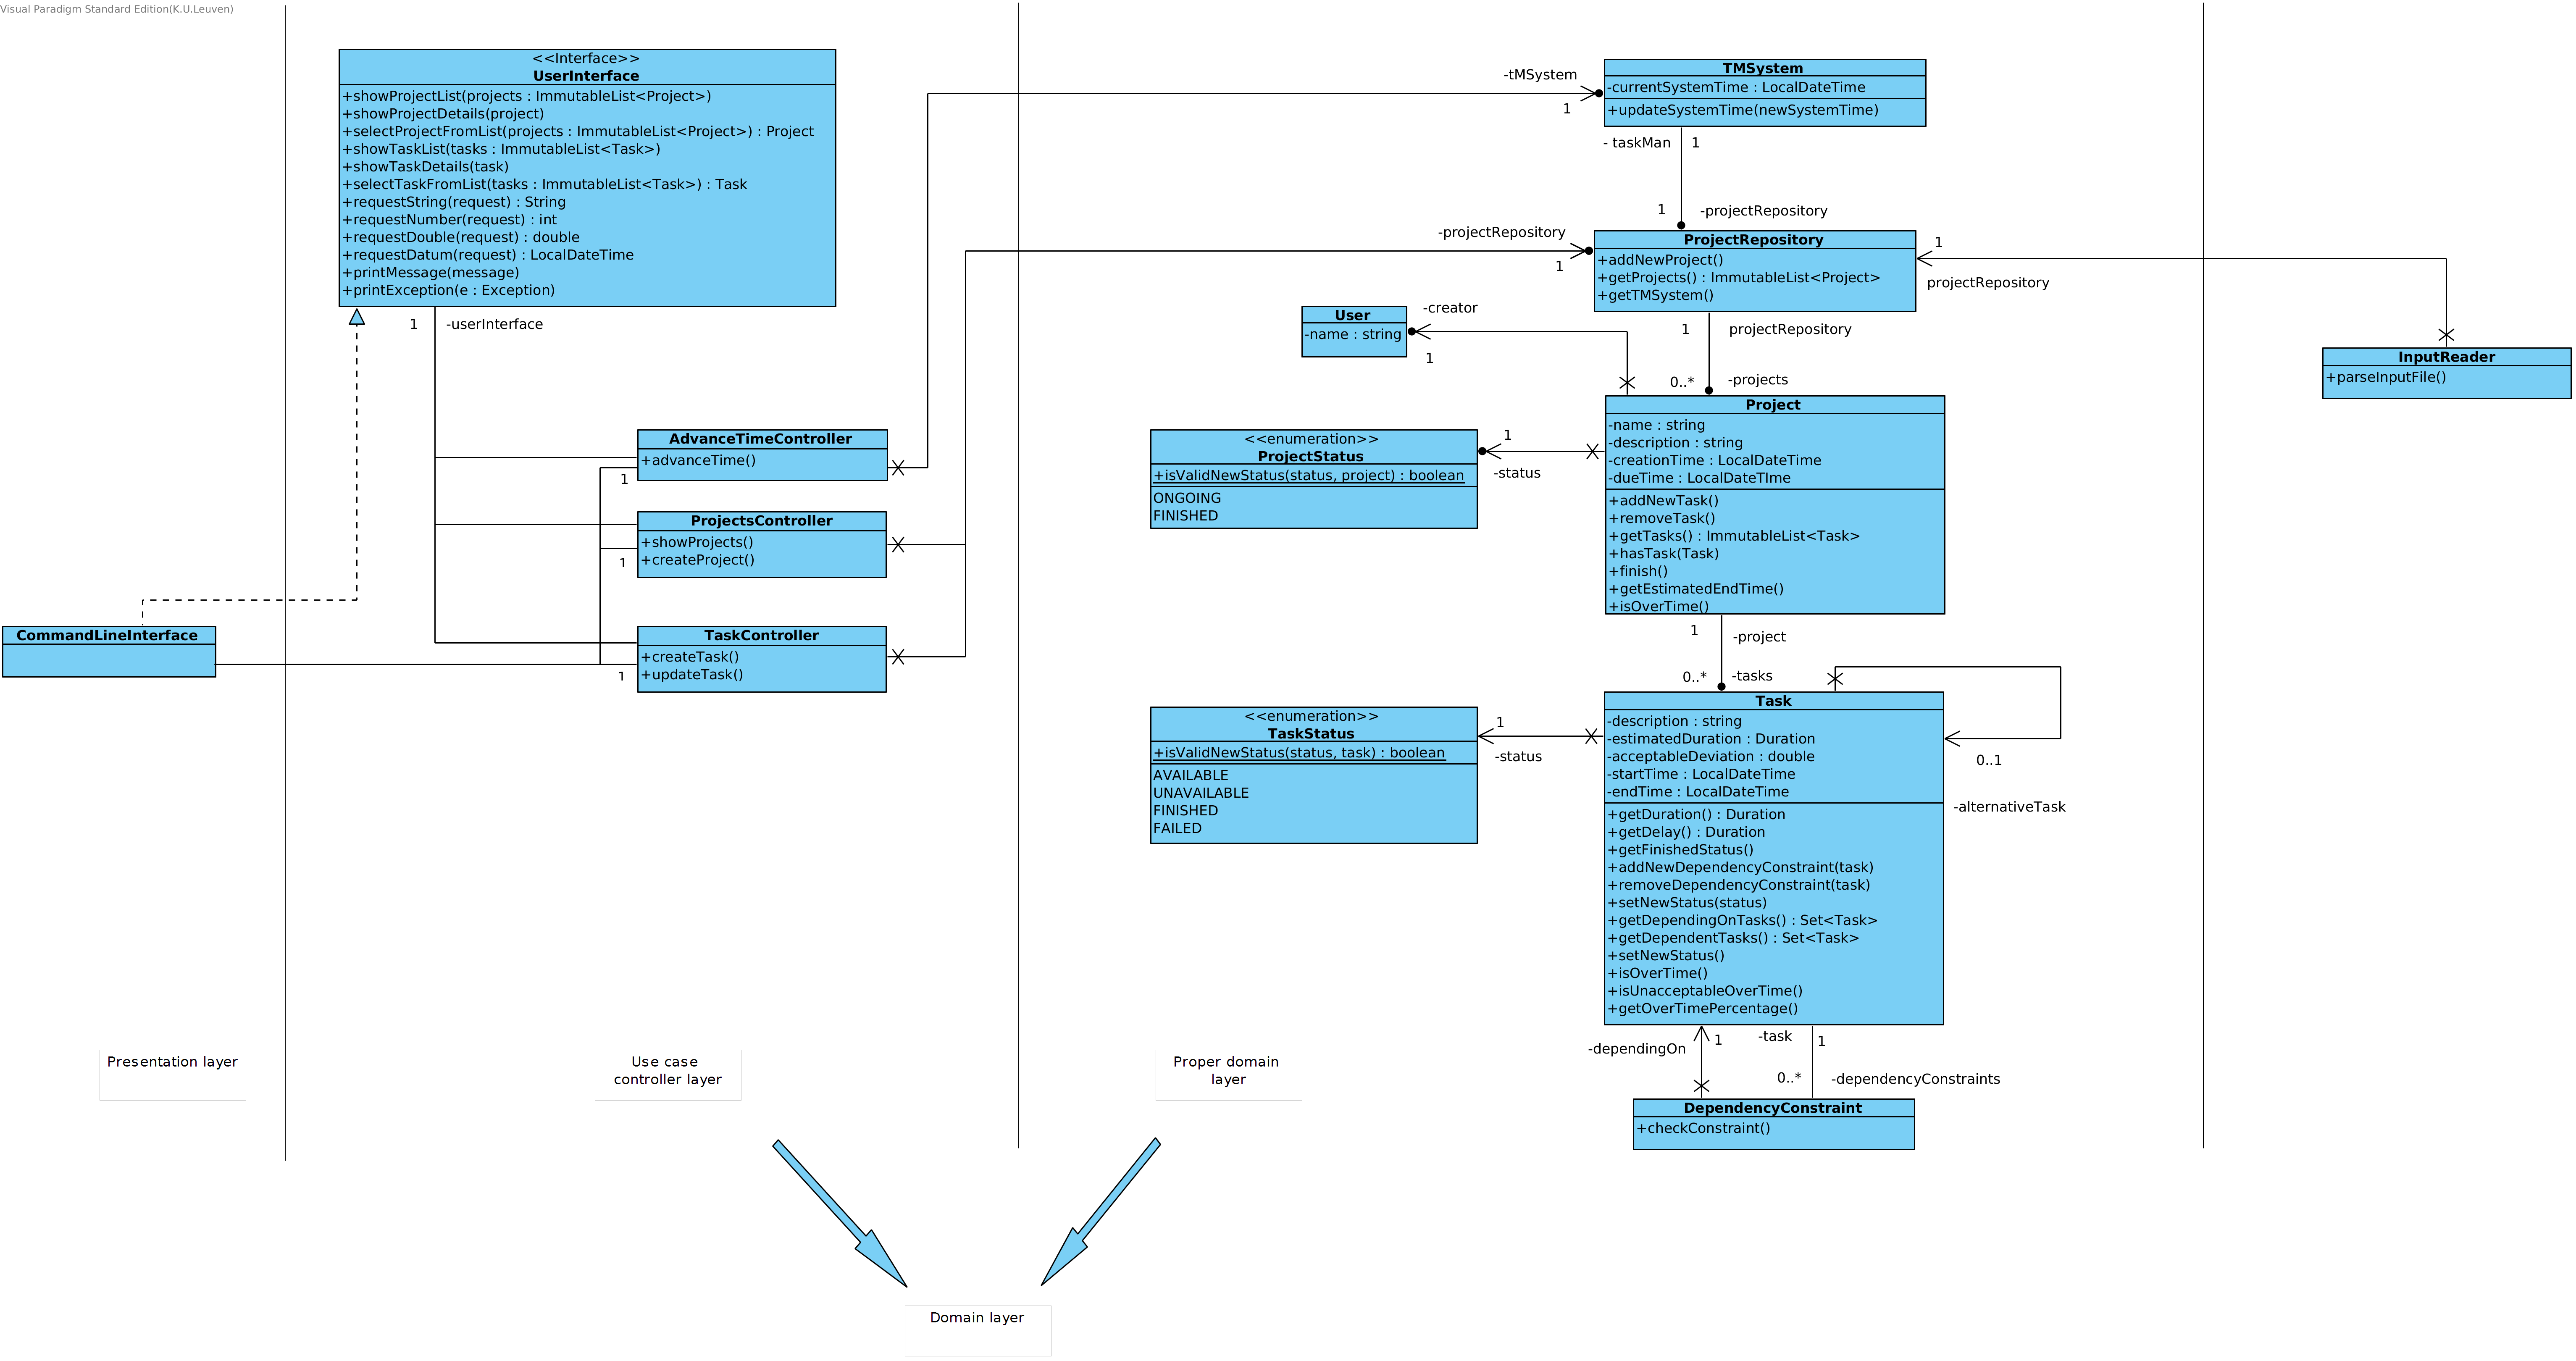 Visual Paradigm Standard Edition(K.U.Leuven)
<<Interface>>
UserInterface
+showProjectList(projects : ImmutableList<Project>)
+showProjectDetails(project)
+selectProjectFromList(projects : ImmutableList<Project>) : Project
+showTaskList(tasks : ImmutableList<Task>)
+showTaskDetails(task)
+selectTaskFromList(tasks : ImmutableList<Task>) : Task
+requestString(request) : String
+requestNumber(request) : int
+requestDouble(request) : double
+requestDatum(request) : LocalDateTime
+printMessage(message)
+printException(e : Exception)
1
-userInterface
AdvanceTimeController
+advanceTime()
1
ProjectsController
+showProjects()
+createProject()
1
TaskController
+createTask()
+updateTask()
1
CommandLineInterface
-tMSystem
1
TMSystem
-currentSystemTime : LocalDateTime
+updateSystemTime(newSystemTime)
- taskMan
1
1
-projectRepository
-projectRepository
1
ProjectRepository
+addNewProject()
+getProjects() : ImmutableList<Project>
+getTMSystem()
1
projectRepository
InputReader
+parseInputFile()
User
-name : string
-creator
1
1
projectRepository
0..*
-projects
Project
-name : string
-description : string
-creationTime : LocalDateTime
-dueTime : LocalDateTIme
+addNewTask()
+removeTask()
+getTasks() : ImmutableList<Task>
+hasTask(Task)
+finish()
+getEstimatedEndTime()
+isOverTime()
<<enumeration>>
ProjectStatus
+isValidNewStatus(status, project) : boolean
ONGOING
FINISHED
1
-status
1
-project
0..*
-tasks
Task
-description : string
-estimatedDuration : Duration
-acceptableDeviation : double
-startTime : LocalDateTime
-endTime : LocalDateTime
+getDuration() : Duration
+getDelay() : Duration
+getFinishedStatus()
+addNewDependencyConstraint(task)
+removeDependencyConstraint(task)
+setNewStatus(status)
+getDependingOnTasks() : Set<Task>
+getDependentTasks() : Set<Task>
+setNewStatus()
+isOverTime()
+isUnacceptableOverTime()
+getOverTimePercentage()
0..1
-alternativeTask
<<enumeration>>
TaskStatus
+isValidNewStatus(status, task) : boolean
AVAILABLE
UNAVAILABLE
FINISHED
FAILED
1
-status
-dependingOn
1
-task
1
0..*
-dependencyConstraints
DependencyConstraint
+checkConstraint()
Presentation layer
Use case
controller layer
Proper domain
layer
Domain layer